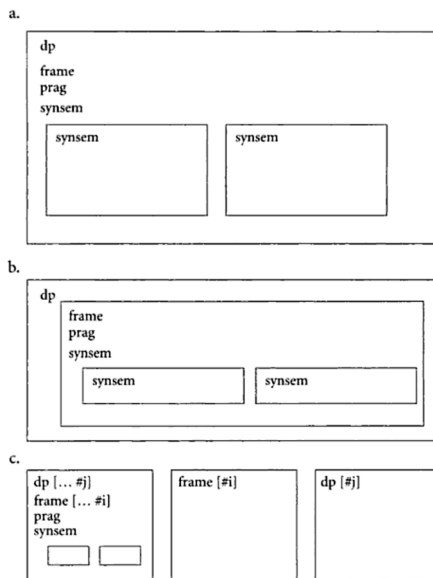 a.
dp
frame
prag
synsem
synsem synsem
b.
dp
frame
prag
synsem
synsem synsem
c.
dp [... #j] frame [#i] dp [#j]
frame [... #i]
prag
synsem